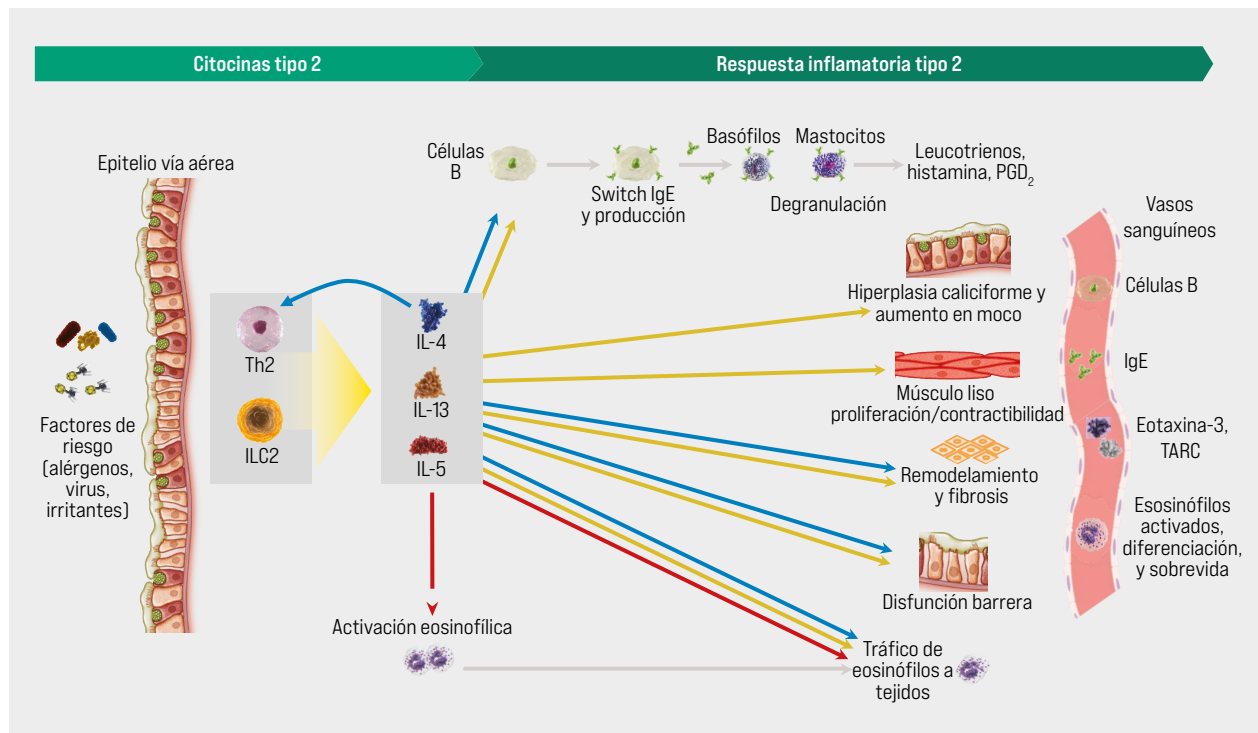 Citocinas tipo 2
Respuesta inflamatoria tipo 2
Epitelio vía aérea
Factores de
riesgo
(alérgenos,
virus,
irritantes)
Th2
ILC2
IL-4
IL-13
IL-5
Células
B
Switch IgE
y producción
Basófilos
Mastocitos
Degranulación
Leucotrienos,
histamina, PGD₂
Hiperplasia caliciforme y
aumento en moco
Músculo liso
proliferación/contractibilidad
Remodelamiento
y fibrosis
Disfunción barrera
Activación eosinofílica
Tráfico de
eosinófilos a
tejidos
Vasos
sanguíneos
Células B
IgE
Eotaxina-3,
TARC
Esosinófilos
activados,
diferenciación,
y sobrevida